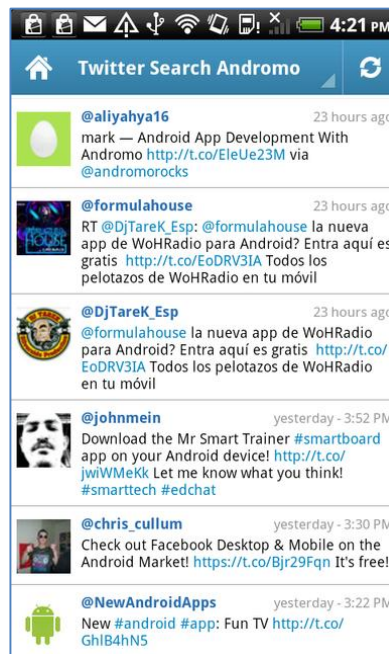 4:21 PM
Twitter Search Andromo
@aliyahya16 23 hours ago
mark — Android App Development With
Andromo http://t.co/EleUe23M via
@andromorocks
@formulahouse 23 hours ago
RT @DjTareK_Esp: @formulahouse la nueva
app de WoHRadio para Android? Entra aquí es
gratis http://t.co/EoDRV3IA Todos los
pelotazos de WoHRadio en tu móvil
@DjTareK_Esp 23 hours ago
@formulahouse la nueva app de WoHRadio
para Android? Entra aquí es gratis http://t.co/
EoDRV3IA Todos los pelotazos de WoHRadio
en tu móvil
@johnmein yesterday - 3:52 PM
Download the Mr Smart Trainer #smartboard
app on your Android device! http://t.co/
jwiWMeKk Let me know what you think!
#smarttech #edchat
@chris_cullum yesterday - 3:30 PM
Check out Facebook Desktop & Mobile on the
Android Market! https://t.co/Bjr29Fqn It's free!
@NewAndroidApps yesterday - 3:22 PM
New #android #app: Fun TV http://t.co/
GhlB4hN5